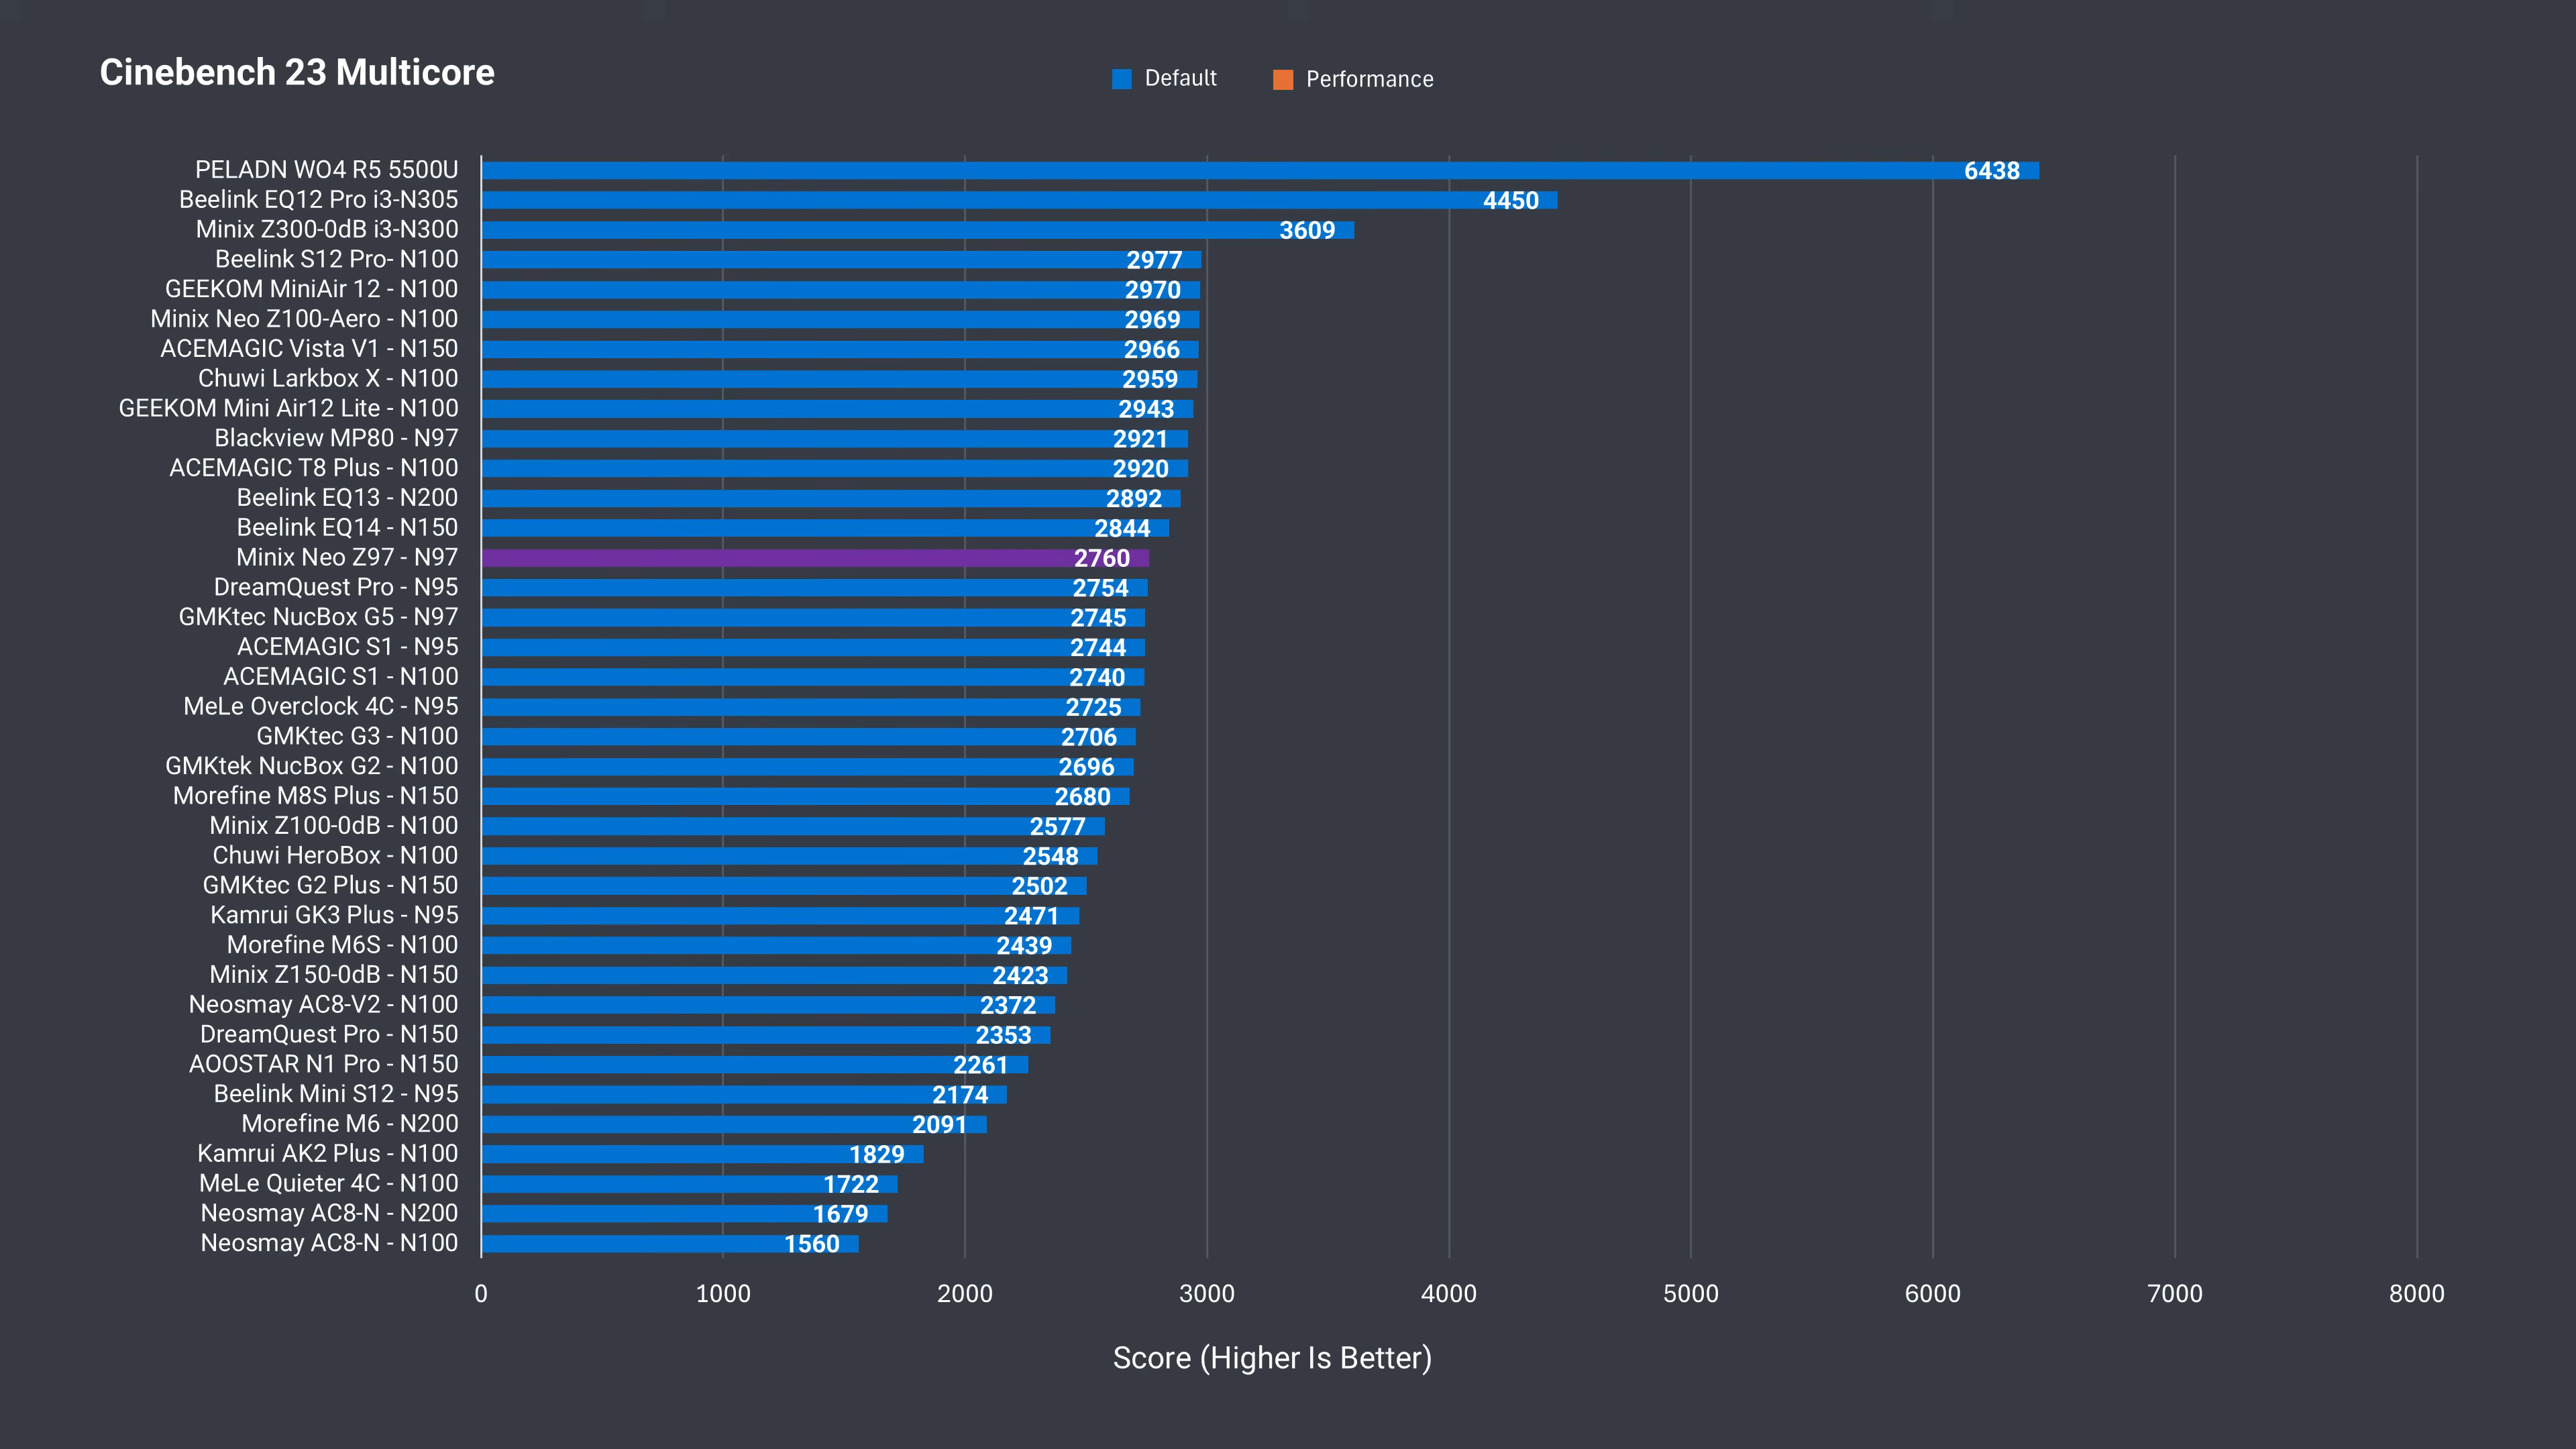 Cinebench 23 Multicore
Default Performance
PELADN WO4 R5 5500U 6438
Beelink EQ12 Pro i3-N305 4450
Minix Z300-0dB i3-N300 3609
Beelink S12 Pro- N100 2977
GEEKOM MiniAir 12 - N100 2970
Minix Neo Z100-Aero - N100 2969
ACEMAGIC Vista V1 - N150 2966
Chuwi Larkbox X - N100 2959
GEEKOM Mini Air12 Lite - N100 2943
Blackview MP80 - N97 2921
ACEMAGIC T8 Plus - N100 2920
Beelink EQ13 - N200 2892
Beelink EQ14 - N150 2844
Minix Neo Z97 - N97 2760
DreamQuest Pro - N95 2754
GMKtec NucBox G5 - N97 2745
ACEMAGIC S1 - N95 2744
ACEMAGIC S1 - N100 2740
MeLe Overclock 4C - N95 2725
GMKtec G3 - N100 2706
GMKtek NucBox G2 - N100 2696
Morefine M8S Plus - N150 2680
Minix Z100-0dB - N100 2577
Chuwi HeroBox - N100 2548
GMKtec G2 Plus - N150 2502
Kamrui GK3 Plus - N95 2471
Morefine M6S - N100 2439
Minix Z150-0dB - N150 2423
Neosmay AC8-V2 - N100 2372
DreamQuest Pro - N150 2353
AOOSTAR N1 Pro - N150 2261
Beelink Mini S12 - N95 2174
Morefine M6 - N200 2091
Kamrui AK2 Plus - N100 1829
MeLe Quieter 4C - N100 1722
Neosmay AC8-N - N200 1679
Neosmay AC8-N - N100 1560
0 1000 2000 3000 4000 5000 6000 7000 8000
Score (Higher Is Better)